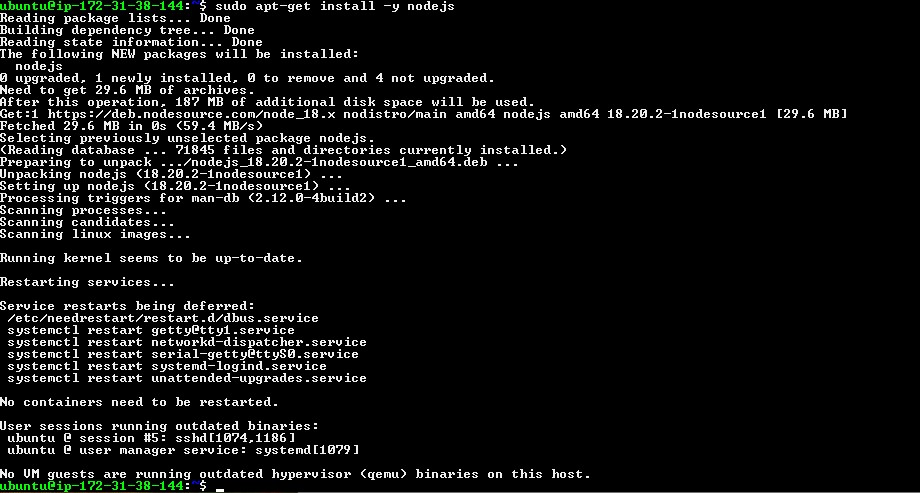 ubuntu@ip-172-31-38-144:~$ sudo apt-get install -y nodejs
Reading package lists... Done
Building dependency tree... Done
Reading state information... Done
The following NEW packages will be installed:
  nodejs
0 upgraded, 1 newly installed, 0 to remove and 4 not upgraded.
Need to get 29.6 MB of archives.
After this operation, 187 MB of additional disk space will be used.
Get:1 https://deb.nodesource.com/node_18.x nodistro/main amd64 nodejs amd64 18.20.2-1nodesource1 [29.6 MB]
Fetched 29.6 MB in 0s (59.4 MB/s)
Selecting previously unselected package nodejs.
(Reading database ... 71845 files and directories currently installed.)
Preparing to unpack .../nodejs_18.20.2-1nodesource1_amd64.deb ...
Unpacking nodejs (18.20.2-1nodesource1) ...
Setting up nodejs (18.20.2-1nodesource1) ...
Processing triggers for man-db (2.12.0-4build2) ...
Scanning processes...
Scanning candidates...
Scanning linux images...

Running kernel seems to be up-to-date.

Restarting services...

Service restarts being deferred:
 /etc/needrestart/restart.d/dbus.service
 systemctl restart getty@tty1.service
 systemctl restart networkd-dispatcher.service
 systemctl restart serial-getty@ttyS0.service
 systemctl restart systemd-logind.service
 systemctl restart unattended-upgrades.service

No containers need to be restarted.

User sessions running outdated binaries:
 ubuntu @ session #5: sshd[1074,1186]
 ubuntu @ user manager service: systemd[1079]

No VM guests are running outdated hypervisor (qemu) binaries on this host.
ubuntu@ip-172-31-38-144:~$ _